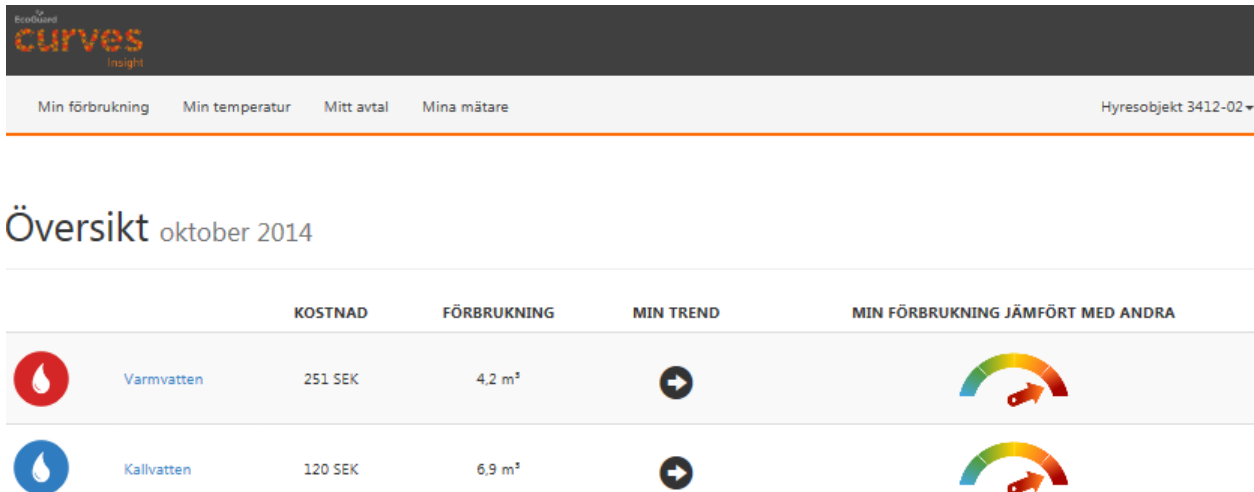 EcoGuard
curves
Insight
Min förbrukning Min temperatur Mitt avtal Mina mätare Hyresobjekt 3412-02
Översikt oktober 2014
KOSTNAD FÖRBRUKNING MIN TREND MIN FÖRBRUKNING JÄMFÖRT MED ANDRA
Varmvatten 251 SEK 4,2 m³
Kallvatten 120 SEK 6,9 m³